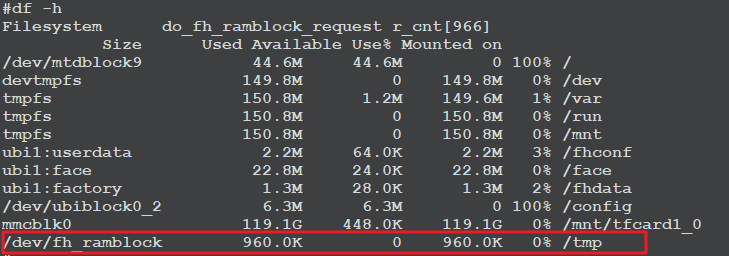 #df -h
Filesystem      do_fh_ramblock_request r_cnt[966]
          Size      Used Available Use% Mounted on
/dev/mtdblock9           44.6M     44.6M         0 100% /
devtmpfs                149.8M         0    149.8M   0% /dev
tmpfs                   150.8M      1.2M    149.6M   1% /var
tmpfs                   150.8M         0    150.8M   0% /run
tmpfs                   150.8M         0    150.8M   0% /mnt
ubi1:userdata             2.2M     64.0K      2.2M   3% /fhconf
ubi1:face                22.8M     24.0K     22.8M   0% /face
ubi1:factory              1.3M     28.0K      1.3M   2% /fhdata
/dev/ubiblock0_2          6.3M      6.3M         0 100% /config
mmcblk0                 119.1G    448.0K    119.1G   0% /mnt/tfcard1_0
/dev/fh_ramblock        960.0K         0    960.0K   0% /tmp